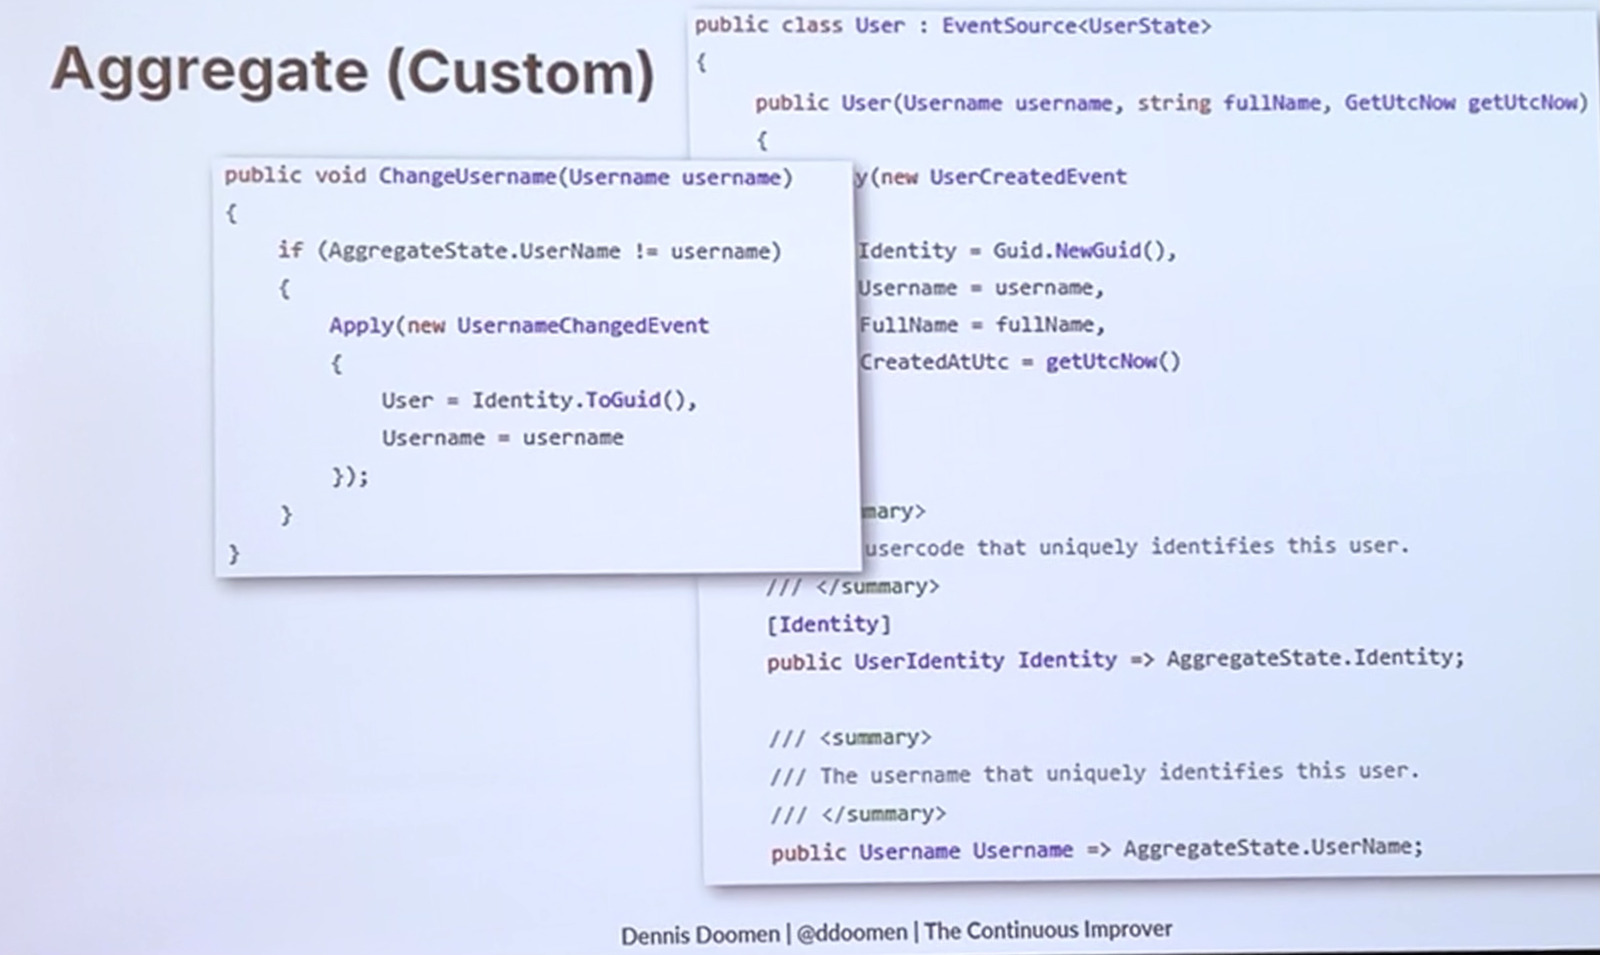 Aggregate (Custom)
public class User : EventSource<UserState>
{
public User(Username username, string fullName, GetUtcNow getUtcNow)
{
y(new UserCreatedEvent
Identity = Guid.NewGuid(),
Username = username,
FullName = fullName,
CreatedAtUtc = getUtcNow()
mary>
usercode that uniquely identifies this user.
/// </summary>
[Identity]
public UserIdentity Identity => AggregateState.Identity;
/// <summary>
/// The username that uniquely identifies this user.
/// </summary>
public Username Username => AggregateState.UserName;
public void ChangeUsername(Username username)
{
if (AggregateState.UserName != username)
{
Apply(new UsernameChangedEvent
{
User = Identity.ToGuid(),
Username = username
});
}
}
Dennis Doomen | @ddoomen | The Continuous Improver